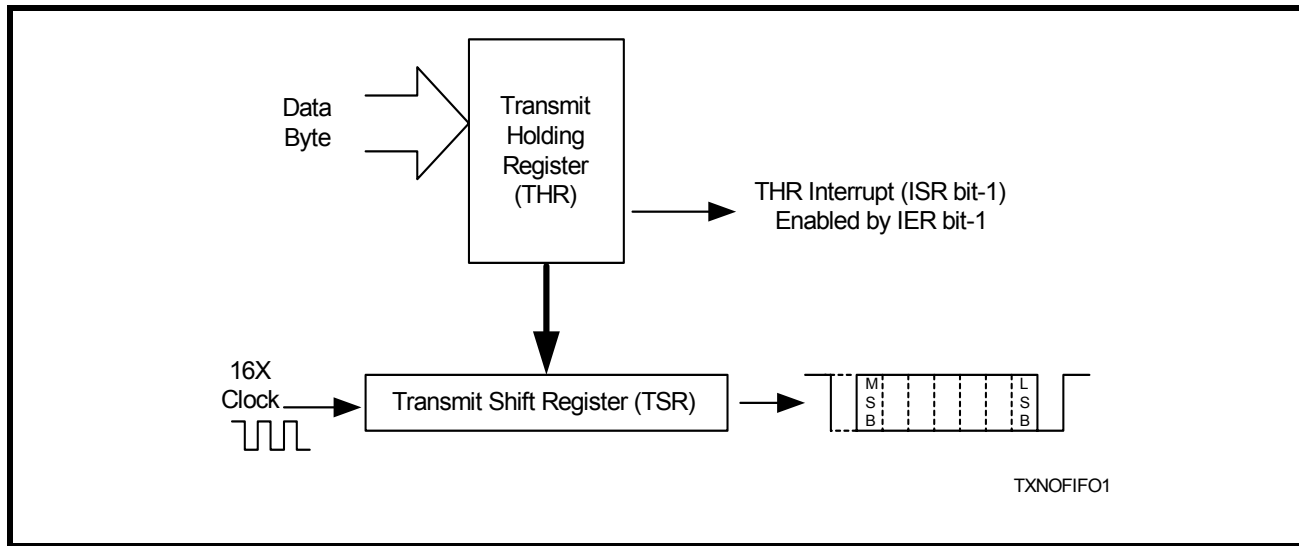 Data
Byte
Transmit
Holding
Register
(THR)
THR Interrupt (ISR bit-1)
Enabled by IER bit-1
16X
Clock
Transmit Shift Register (TSR)
M
S
B
L
S
B
TXNOFIFO1